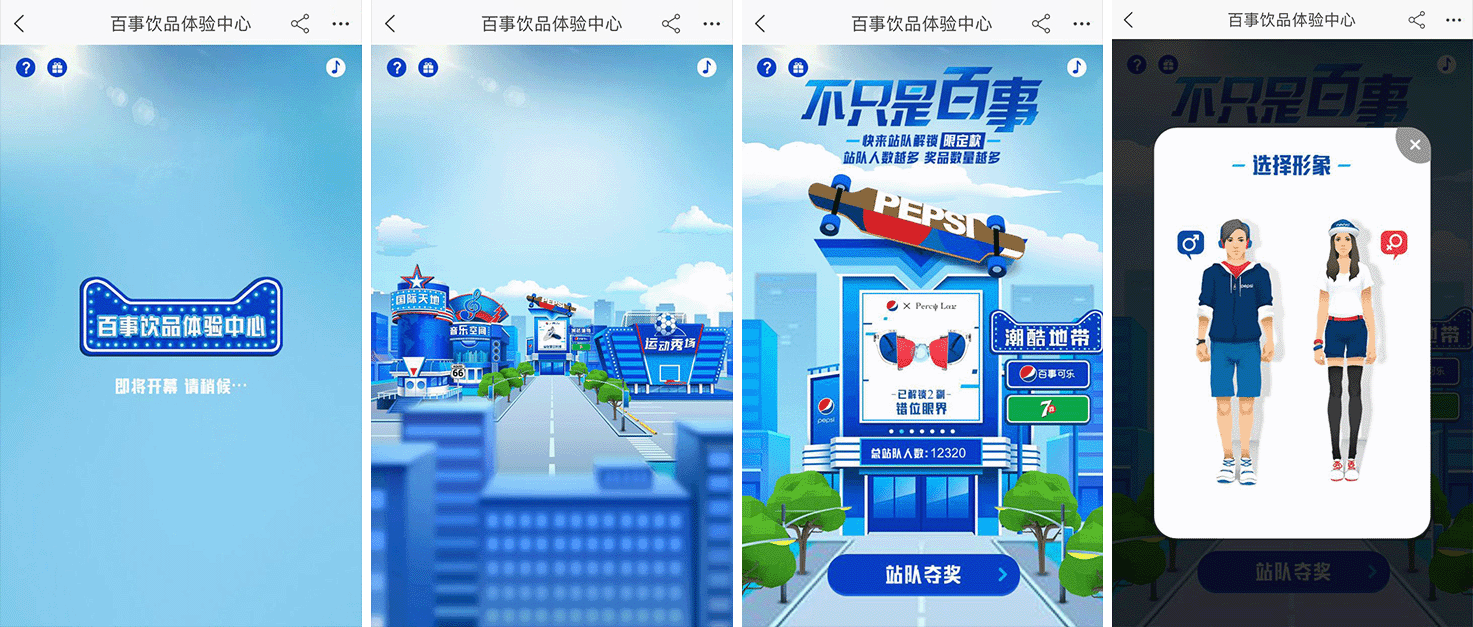 百事饮品体验中心
?
百事饮品体验中心
即将开幕 请稍候…
百事饮品体验中心
?
国际天地
音乐空间
PEPSI
运动秀场
66
百事饮品体验中心
?
不只是百事
快来站队解锁 限定款
站队人数越多 奖品数量越多
PEPSI
× Percy Lau
潮酷地带
百事可乐
7
已解锁2副
错位眼界
pepsi
总站队人数:12320
站队夺奖
百事饮品体验中心
?
不只是百事
选择形象
pepsi
地带
站队夺奖